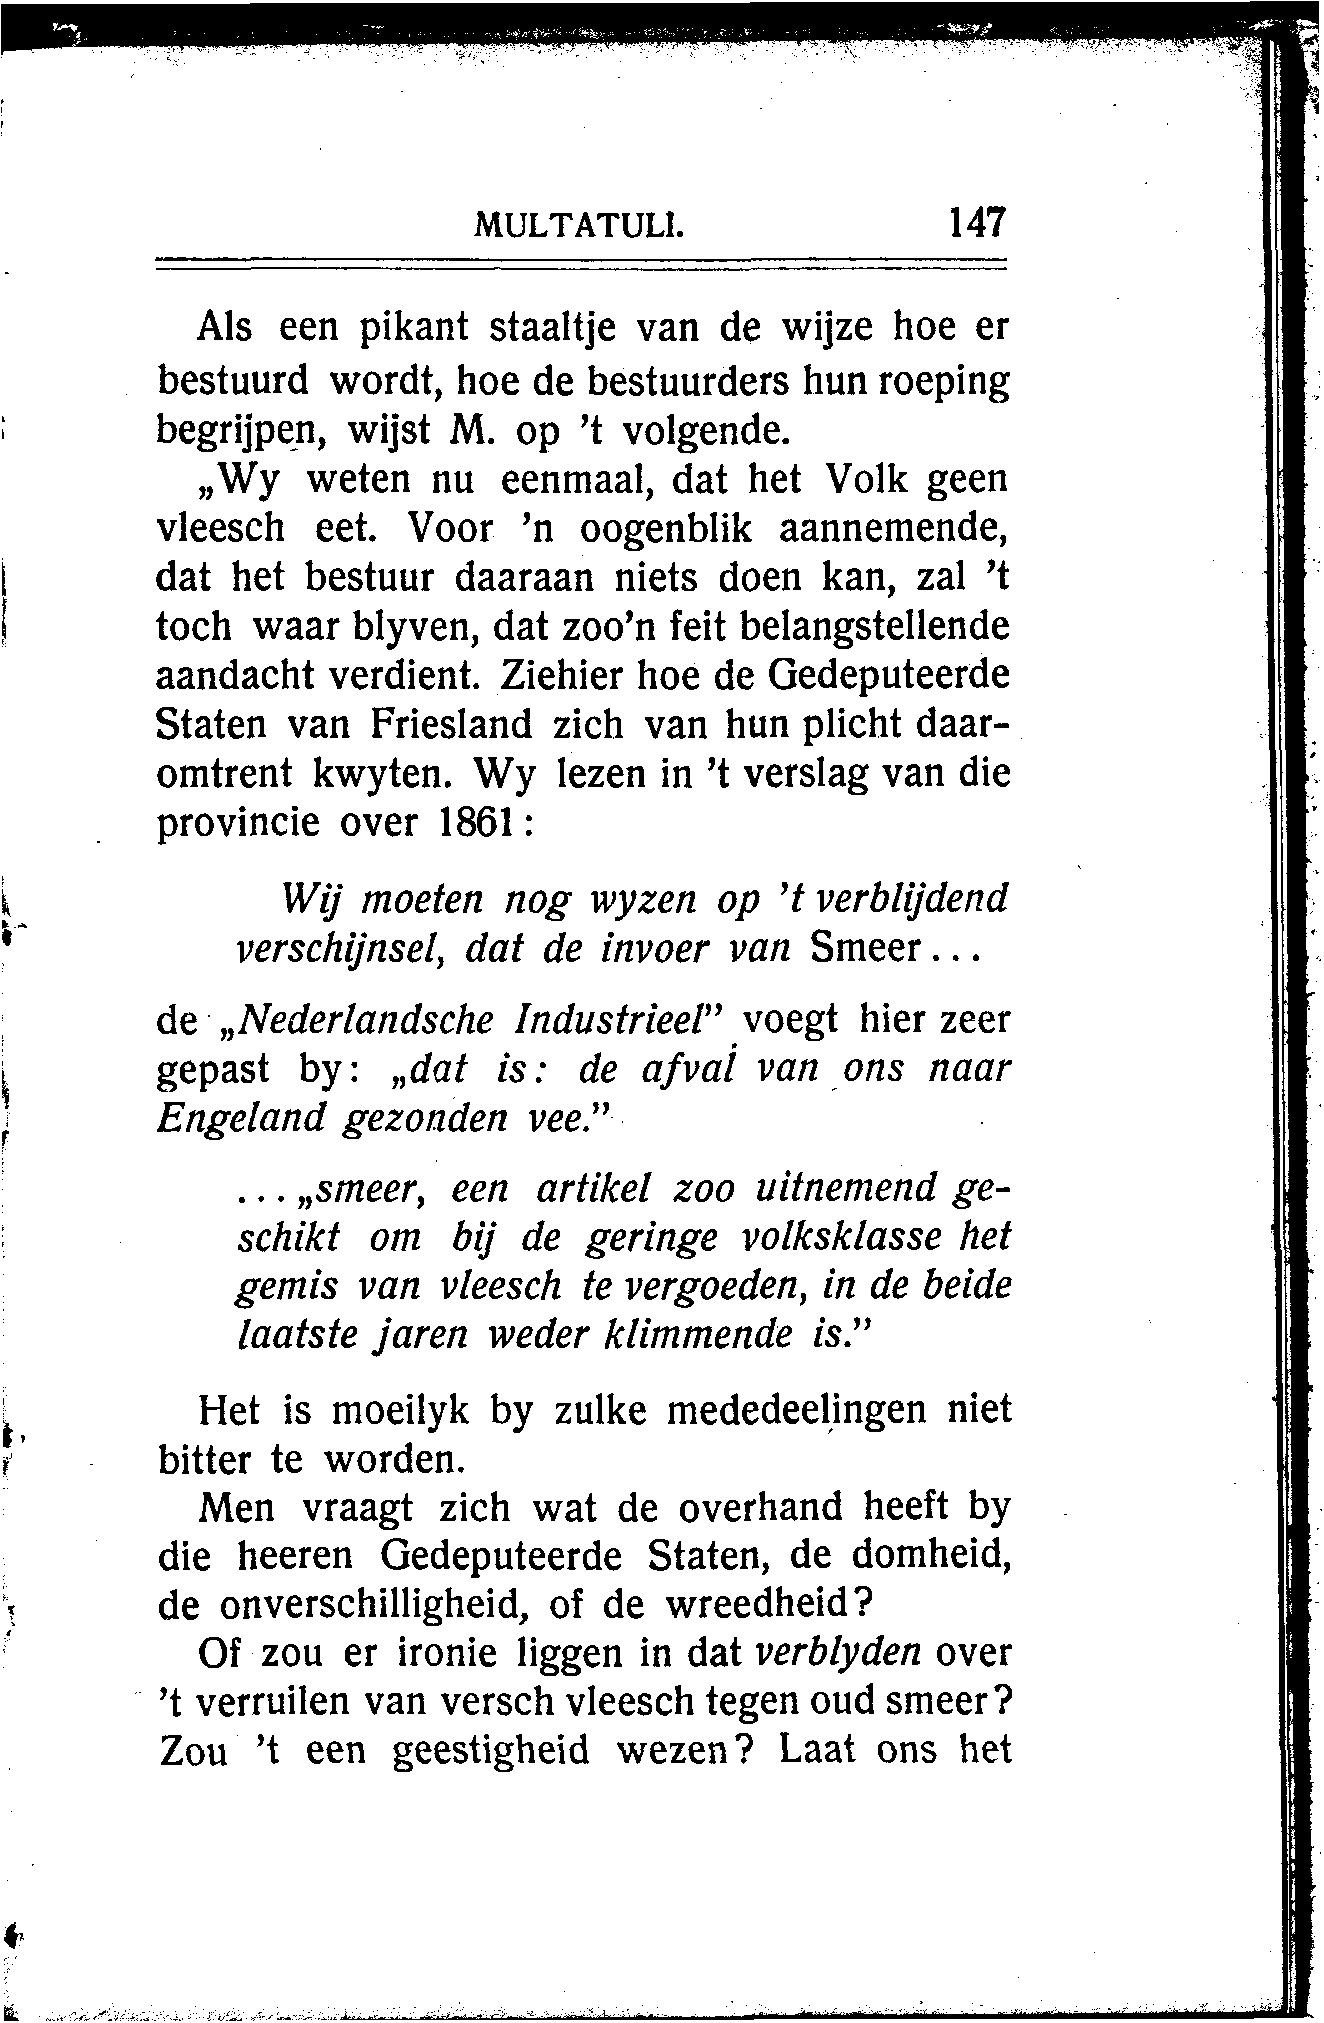 MULTATULI. 147
Als een pikant staaltje van de wijze hoe er
bestuurd wordt, hoe de bestuurders hun roeping
begrijpen, wijst M. op 't volgende.
„Wy weten nu eenmaal, dat het Volk geen
vleesch eet. Voor 'n oogenblik aannemende,
dat het bestuur daaraan niets doen kan, zal 't
toch waar blyven, dat zoo'n feit belangstellende
aandacht verdient. Ziehier hoe de Gedeputeerde
Staten van Friesland zich van hun plicht daar-
omtrent kwyten. Wy lezen in 't verslag van die
provincie over 1861:
Wij moeten nog wyzen op 't verblijdend
verschijnsel, dat de invoer van Smeer...
de „Nederlandsche Industrieel" voegt hier zeer
gepast by: „dat is: de afval van ons naar
Engeland gezonden vee."
... „smeer, een artikel zoo uitnemend ge-
schikt om bij de geringe volksklasse het
gemis van vleesch te vergoeden, in de beide
laatste jaren weder klimmende is."
Het is moeilyk by zulke mededeelingen niet
bitter te worden.
Men vraagt zich wat de overhand heeft by
die heeren Gedeputeerde Staten, de domheid,
de onverschilligheid, of de wreedheid?
Of zou er ironie liggen in dat verblyden over
't verruilen van versch vleesch tegen oud smeer?
Zou 't een geestigheid wezen? Laat ons het